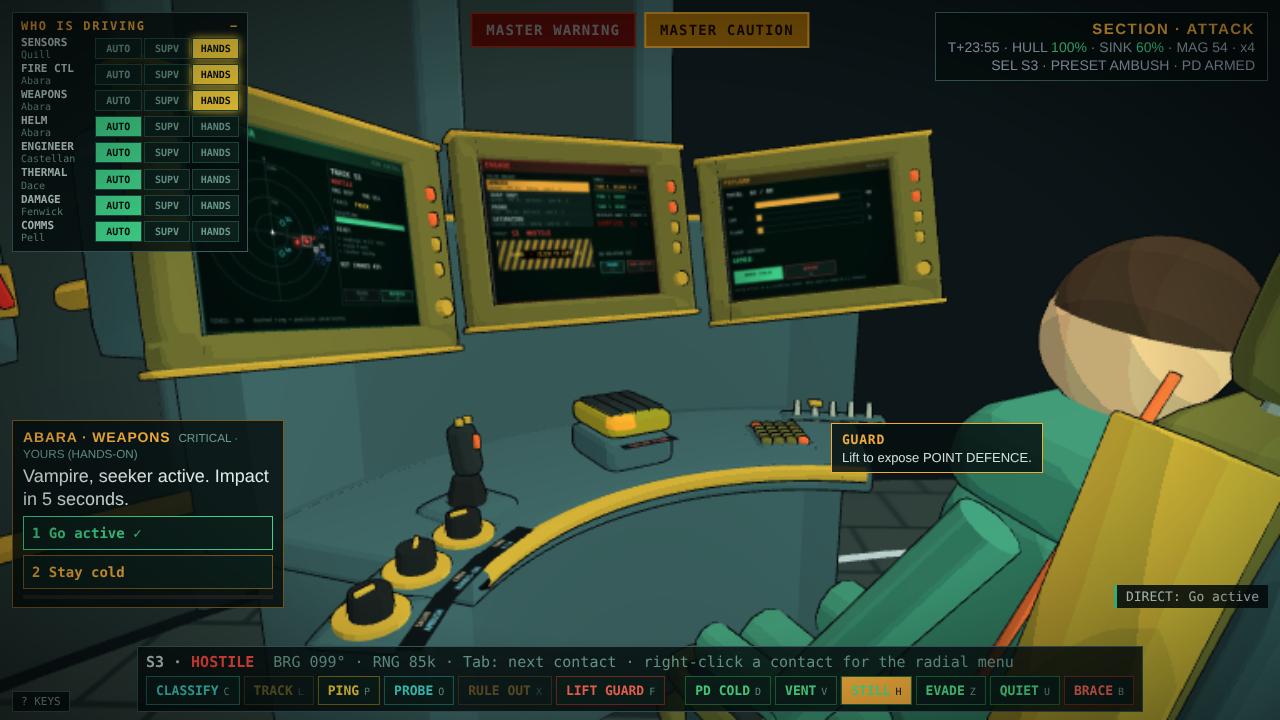 WHO IS DRIVING –
SENSORS
Quill
AUTO SUPV HANDS
FIRE CTL
Abara
AUTO SUPV HANDS
WEAPONS
Abara
AUTO SUPV HANDS
HELM
Abara
AUTO SUPV HANDS
ENGINEER
Castellan
AUTO SUPV HANDS
THERMAL
Dace
AUTO SUPV HANDS
DAMAGE
Fenwick
AUTO SUPV HANDS
COMMS
Pell
AUTO SUPV HANDS
MASTER WARNING
MASTER CAUTION
SECTION · ATTACK
T+23:55 · HULL 100% · SINK 60% · MAG 54 · x4
SEL S3 · PRESET AMBUSH · PD ARMED
TRACK S3
HOSTILE
ENGAGE
S3 HOSTILE
ABARA · WEAPONS CRITICAL ·
YOURS (HANDS-ON)
Vampire, seeker active. Impact
in 5 seconds.
1 Go active ✓
2 Stay cold
GUARD
Lift to expose POINT DEFENCE.
DIRECT: Go active
S3 · HOSTILE BRG 099° · RNG 85k · Tab: next contact · right-click a contact for the radial menu
CLASSIFY C
TRACK L
PING P
PROBE O
RULE OUT X
LIFT GUARD F
PD COLD D
VENT V
STILL H
EVADE Z
QUIET U
BRACE B
? KEYS